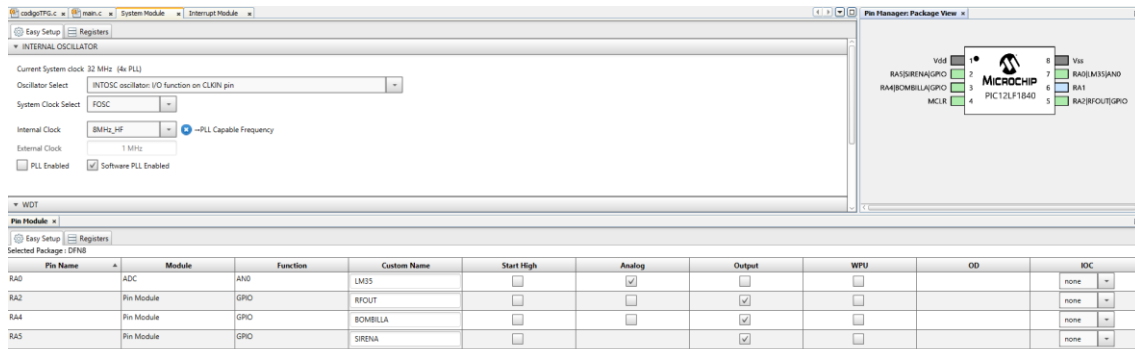 codigoTFG.c main.c System Module Interrupt Module
Easy Setup Registers
INTERNAL OSCILLATOR
Current System clock 32 MHz (4x PLL)
Oscillator Select INTOSC oscillator: I/O function on CLKIN pin
System Clock Select FOSC
Internal Clock 8MHz_HF →PLL Capable Frequency
External Clock 1 MHz
PLL Enabled Software PLL Enabled
WDT
Pin Manager: Package View
Vdd 1 8 Vss
RA5|SIRENA|GPIO 2 7 RA0|LM35|AN0
RA4|BOMBILLA|GPIO 3 6 RA1
MCLR 4 5 RA2|RFOUT|GPIO
MICROCHIP
PIC12LF1840
Pin Module
Easy Setup Registers
Selected Package : DFN8
Pin Name Module Function Custom Name Start High Analog Output WPU OD IOC
RA0 ADC AN0 LM35 none
RA2 Pin Module GPIO RFOUT none
RA4 Pin Module GPIO BOMBILLA none
RA5 Pin Module GPIO SIRENA none